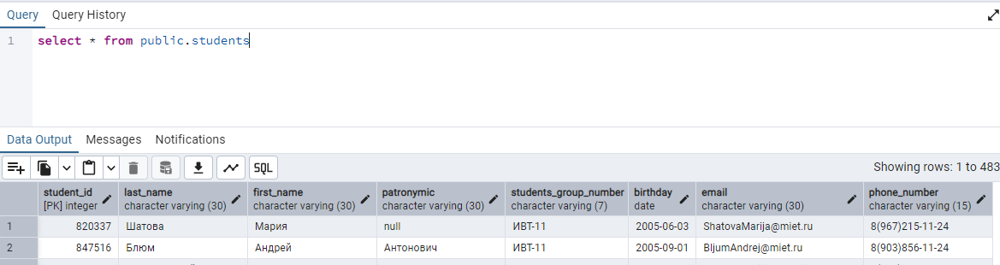 Query Query History
1 select * from public.students
Data Output Messages Notifications
SQL Showing rows: 1 to 483
student_id last_name first_name patronymic students_group_number birthday email phone_number
[PK] integer character varying (30) character varying (30) character varying (30) character varying (7) date character varying (30) character varying (15)
1 820337 Шатова Мария null ИВТ-11 2005-06-03 ShatovaMarija@miet.ru 8(967)215-11-24
2 847516 Блюм Андрей Антонович ИВТ-11 2005-09-01 BljumAndrej@miet.ru 8(903)856-11-24